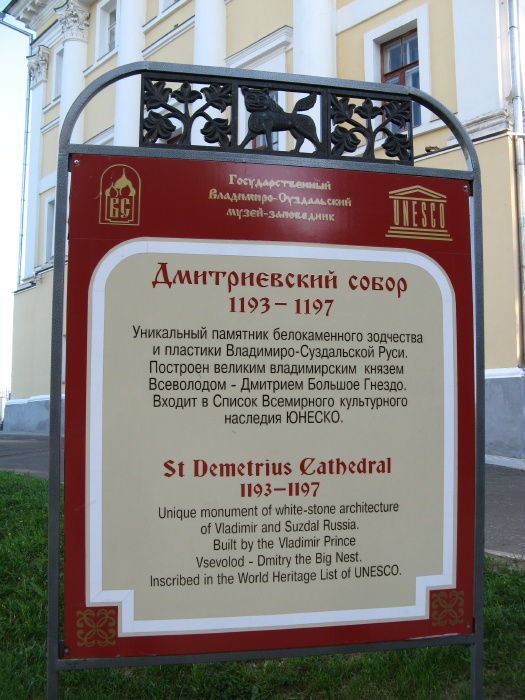 Государственный
Владимиро-Суздальский
музей-заповедник
ВС
UNESCO
Дмитриевский собор
1193 – 1197
Уникальный памятник белокаменного зодчества
и пластики Владимиро-Суздальской Руси.
Построен великим владимирским князем
Всеволодом - Дмитрием Большое Гнездо.
Входит в Список Всемирного культурного
наследия ЮНЕСКО.
St Demetrius Cathedral
1193–1197
Unique monument of white-stone architecture
of Vladimir and Suzdal Russia.
Built by the Vladimir Prince
Vsevolod - Dmitry the Big Nest.
Inscribed in the World Heritage List of UNESCO.